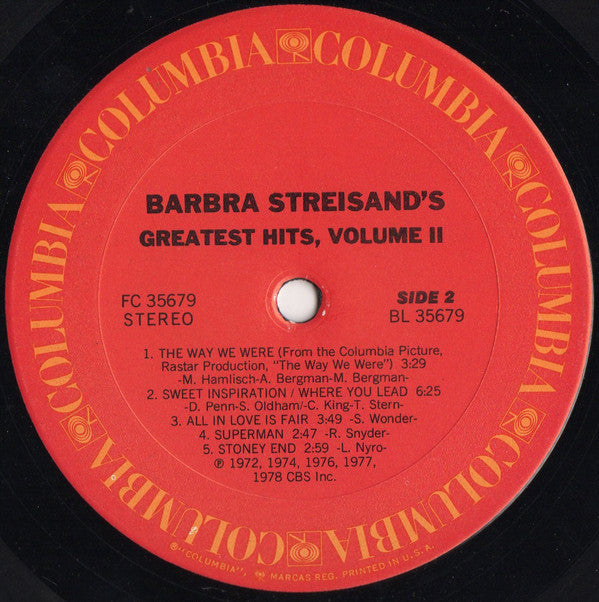 COLUMBIA COLUMBIA COLUMBIA COLUMBIA COLUMBIA COLUMBIA COLUMBIA COLUMBIA
BARBRA STREISAND'S
GREATEST HITS, VOLUME II
FC 35679
STEREO
SIDE 2
BL 35679
1. THE WAY WE WERE (From the Columbia Picture,
Rastar Production, "The Way We Were") 3:29
-M. Hamlisch-A. Bergman-M. Bergman-
2. SWEET INSPIRATION / WHERE YOU LEAD 6:25
-D. Penn-S. Oldham/-C. King-T. Stern-
3. ALL IN LOVE IS FAIR 3:49 -S. Wonder-
4. SUPERMAN 2:47 -R. Snyder-
5. STONEY END 2:59 -L. Nyro-
℗ 1972, 1974, 1976, 1977,
1978 CBS Inc.
®"COLUMBIA", MARCAS REG. PRINTED IN U.S.A.